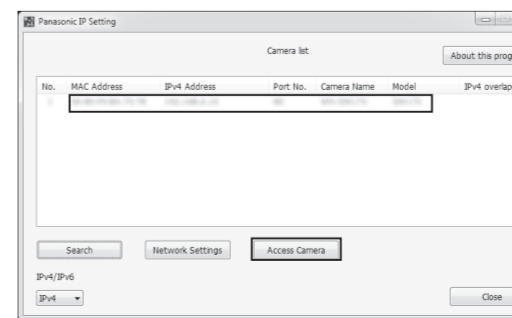 Panasonic IP Setting
Camera list
About this prog
No. MAC Address IPv4 Address Port No. Camera Name Model IPv4 overlap
Search Network Settings Access Camera
IPv4/IPv6
IPv4
Close